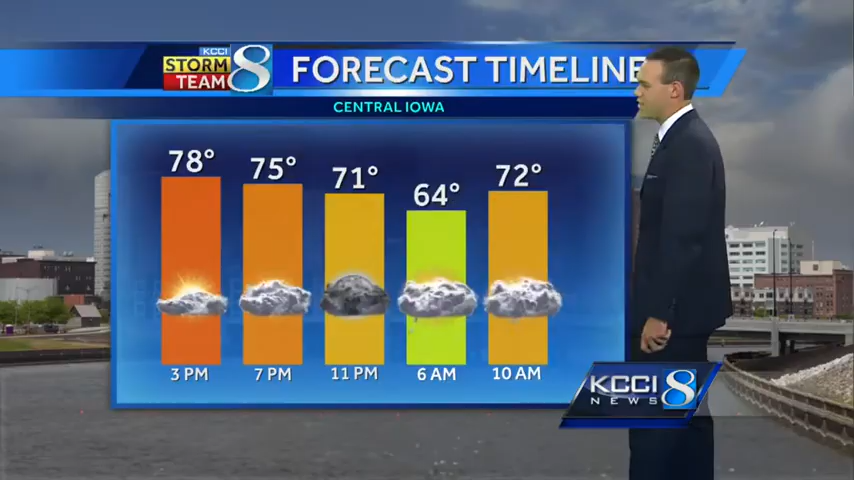 KCCI
STORM
TEAM
8
FORECAST TIMELINE
CENTRAL IOWA
78° 75° 71° 64° 72°
3 PM 7 PM 11 PM 6 AM 10 AM
KCCI 8
NEWS